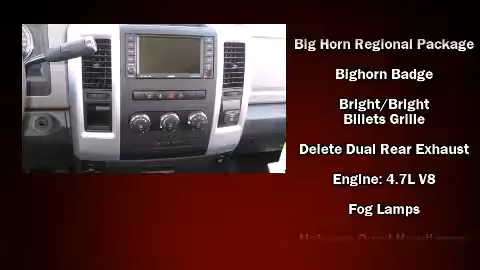 Big Horn Regional Package
Bighorn Badge
Bright/Bright
Billets Grille
Delete Dual Rear Exhaust
Engine: 4.7L V8
Fog Lamps